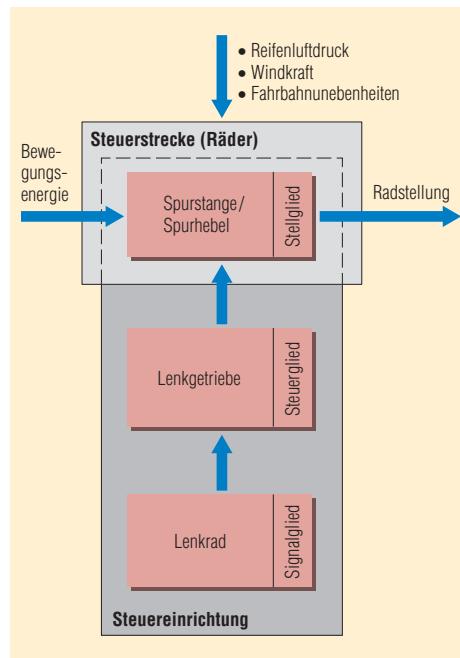 • Reifenluftdruck
• Windkraft
• Fahrbahnunebenheiten
Steuerstrecke (Räder)
Bewe-
gungs-
energie
Spurstange/
Spurhebel
Stellglied
Radstellung
Lenkgetriebe
Steuerglied
Lenkrad
Signalglied
Steuereinrichtung